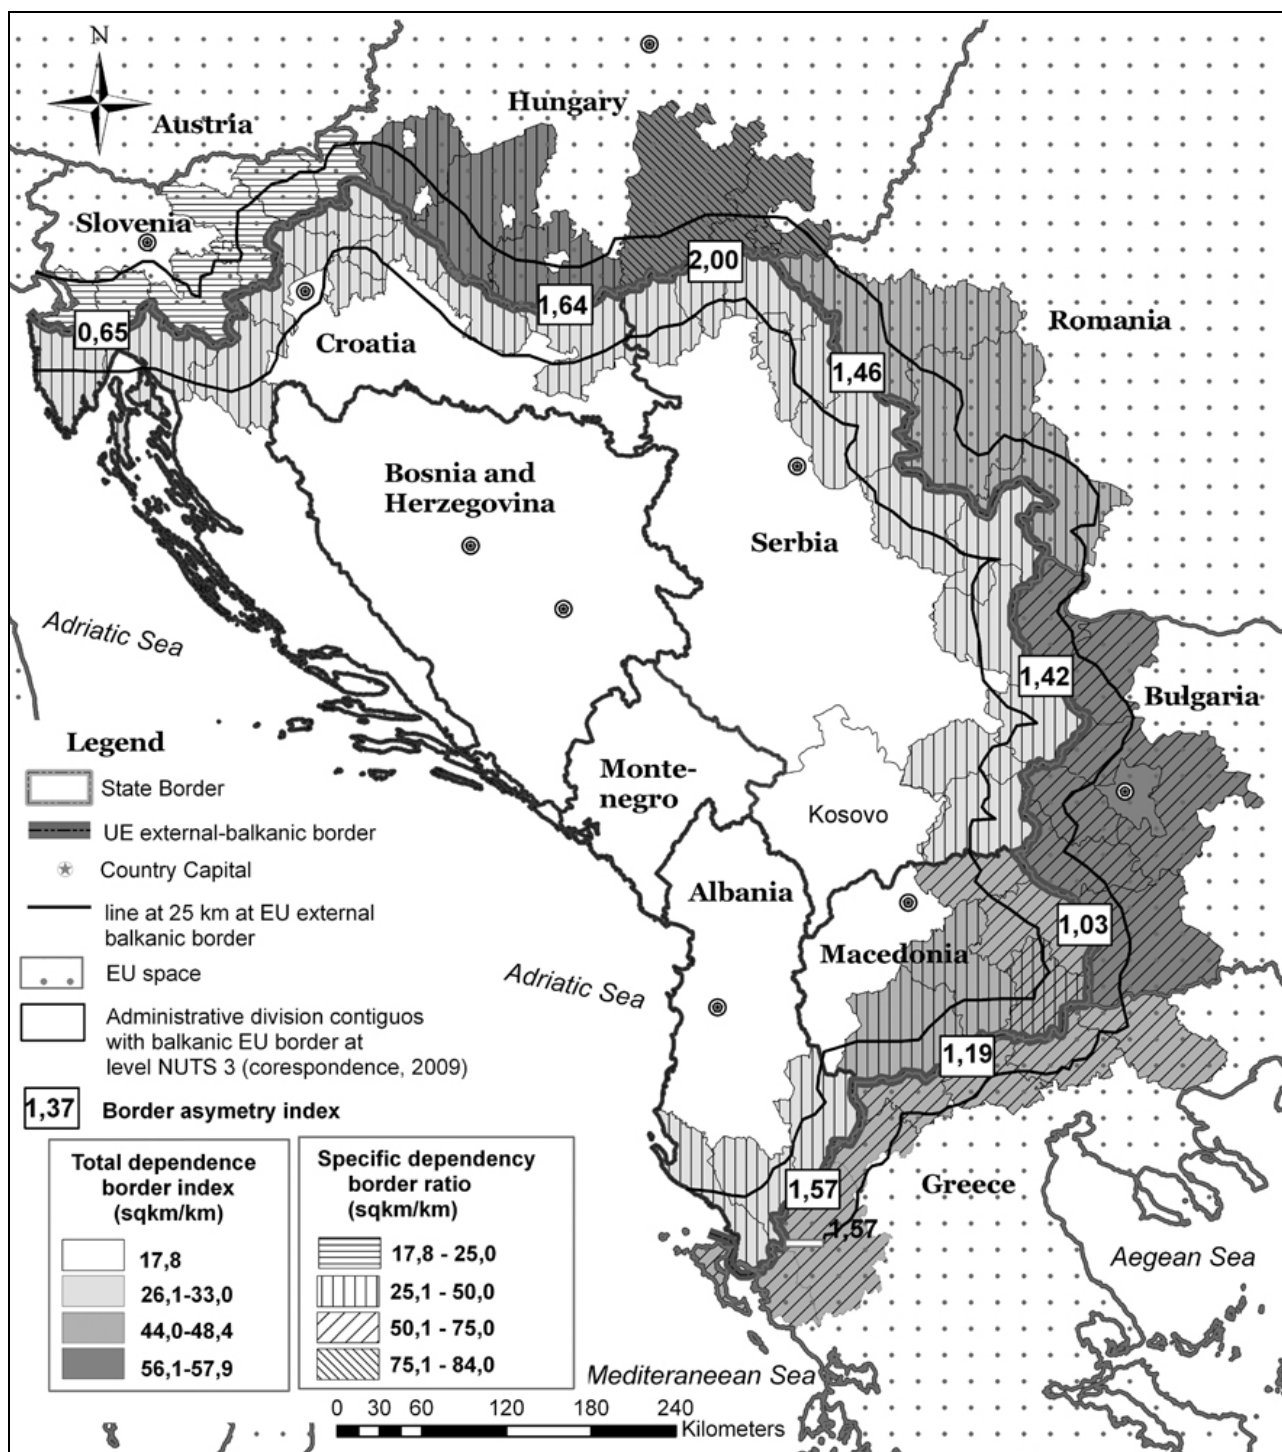 N
Hungary
Austria
Slovenia
2,00
1,64
0,65
Romania
Croatia
1,46
Bosnia and
Herzegovina
Serbia
Adriatic Sea
1,42
Bulgaria
Legend
State Border
UE external-balkanic border
Country Capital
line at 25 km at EU external
balkanic border
EU space
Administrative division contiguos
with balkanic EU border at
level NUTS 3 (corespondence, 2009)
1,37 Border asymetry index
Monte-
negro
Kosovo
Albania
1,03
Macedonia
Adriatic Sea
1,19
1,57
Greece
1,57
Aegean Sea
Mediteraneean Sea
Total dependence
border index
(sqkm/km)
17,8
26,1-33,0
44,0-48,4
56,1-57,9
Specific dependency
border ratio
(sqkm/km)
17,8 - 25,0
25,1 - 50,0
50,1 - 75,0
75,1 - 84,0
0 30 60 120 180 240
Kilometers